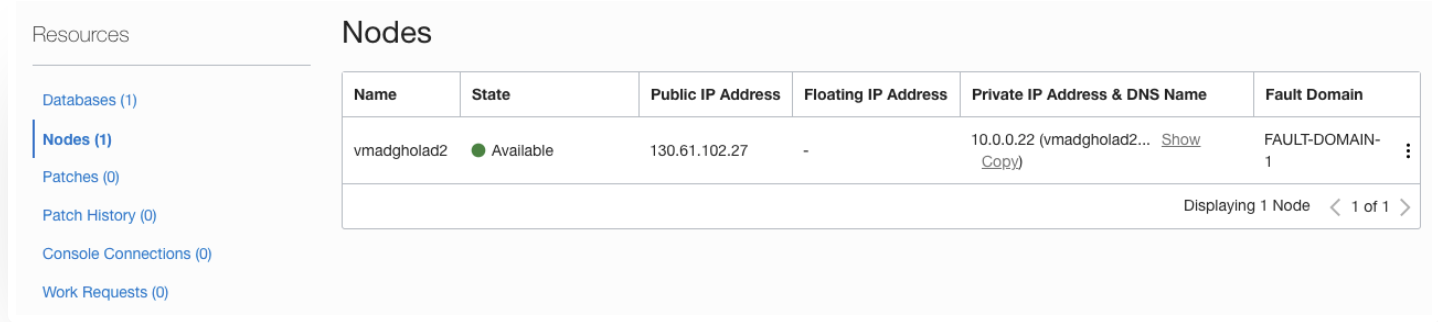 Resources
Databases (1)
Nodes (1)
Patches (0)
Patch History (0)
Console Connections (0)
Work Requests (0)
Nodes
Name State Public IP Address Floating IP Address Private IP Address & DNS Name Fault Domain
vmadgholad2 Available 130.61.102.27 - 10.0.0.22 (vmadgholad2... Show Copy) FAULT-DOMAIN-1
Displaying 1 Node < 1 of 1 >